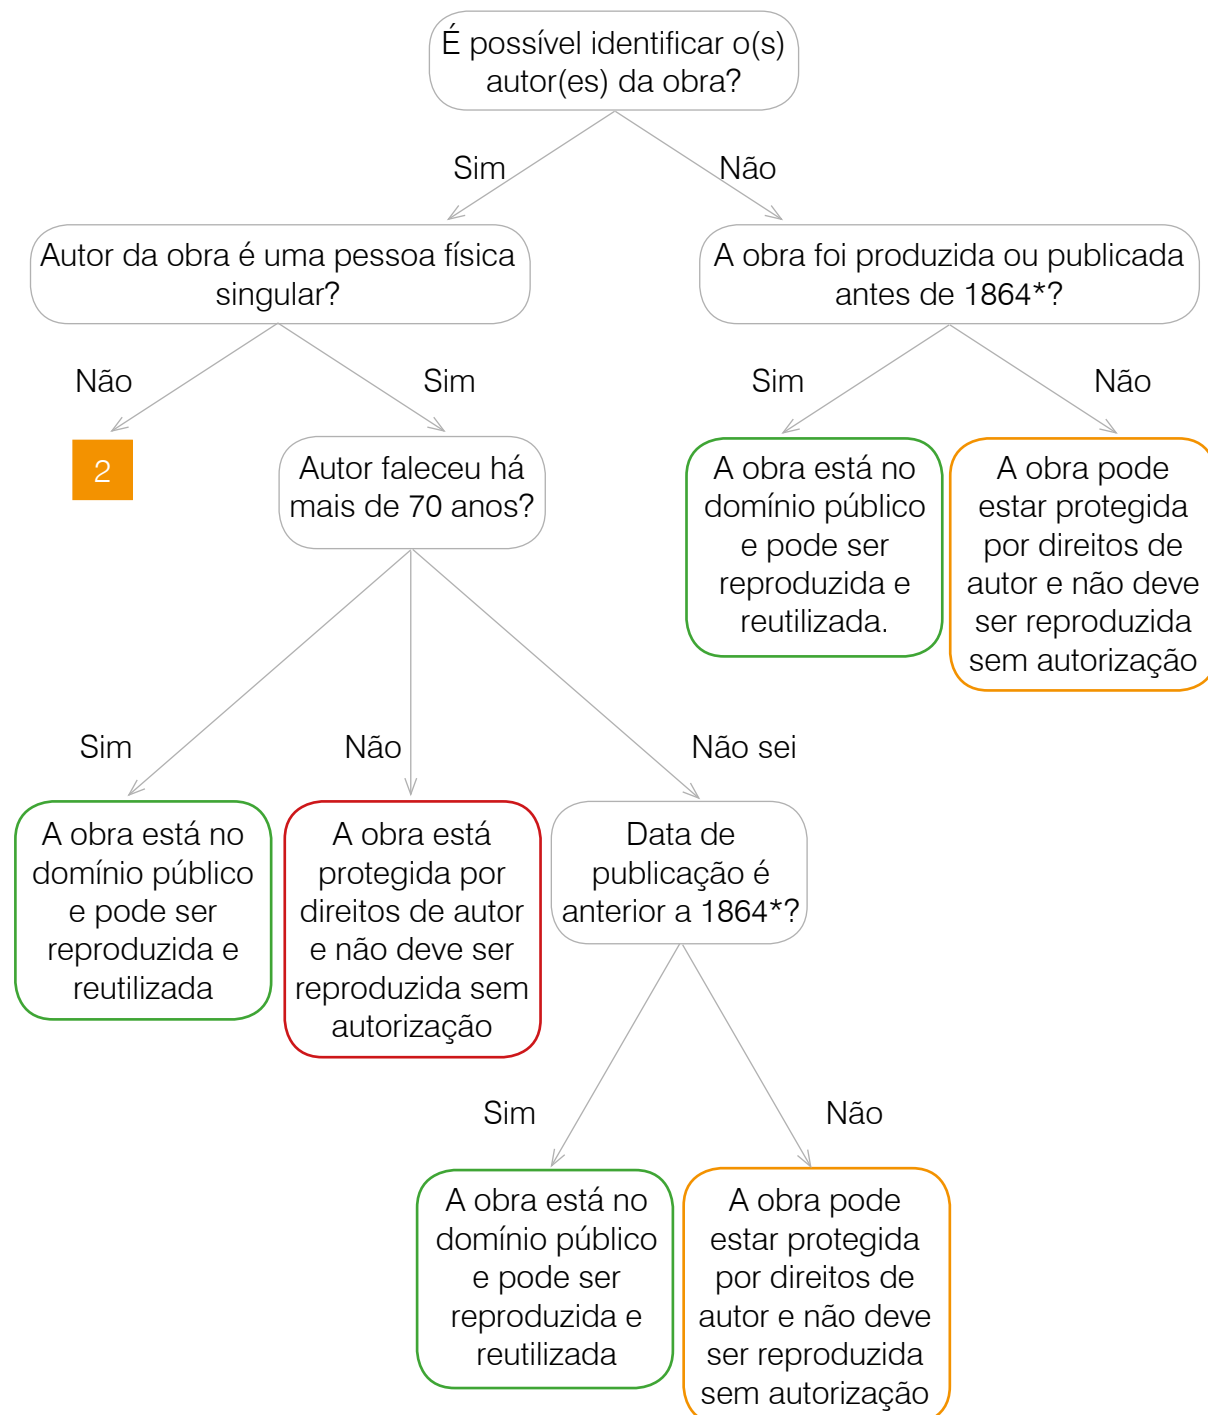 É possível identificar o(s)
autor(es) da obra?
Sim
Não
Autor da obra é uma pessoa física
singular?
A obra foi produzida ou publicada
antes de 1864*?
Não
Sim
Sim
Não
2
Autor faleceu há
mais de 70 anos?
A obra está no
domínio público
e pode ser
reproduzida e
reutilizada.
A obra pode
estar protegida
por direitos de
autor e não deve
ser reproduzida
sem autorização
Sim
Não
Não sei
A obra está no
domínio público
e pode ser
reproduzida e
reutilizada
A obra está
protegida por
direitos de autor
e não deve ser
reproduzida sem
autorização
Data de
publicação é
anterior a 1864*?
Sim
Não
A obra está no
domínio público
e pode ser
reproduzida e
reutilizada
A obra pode
estar protegida
por direitos de
autor e não deve
ser reproduzida
sem autorização